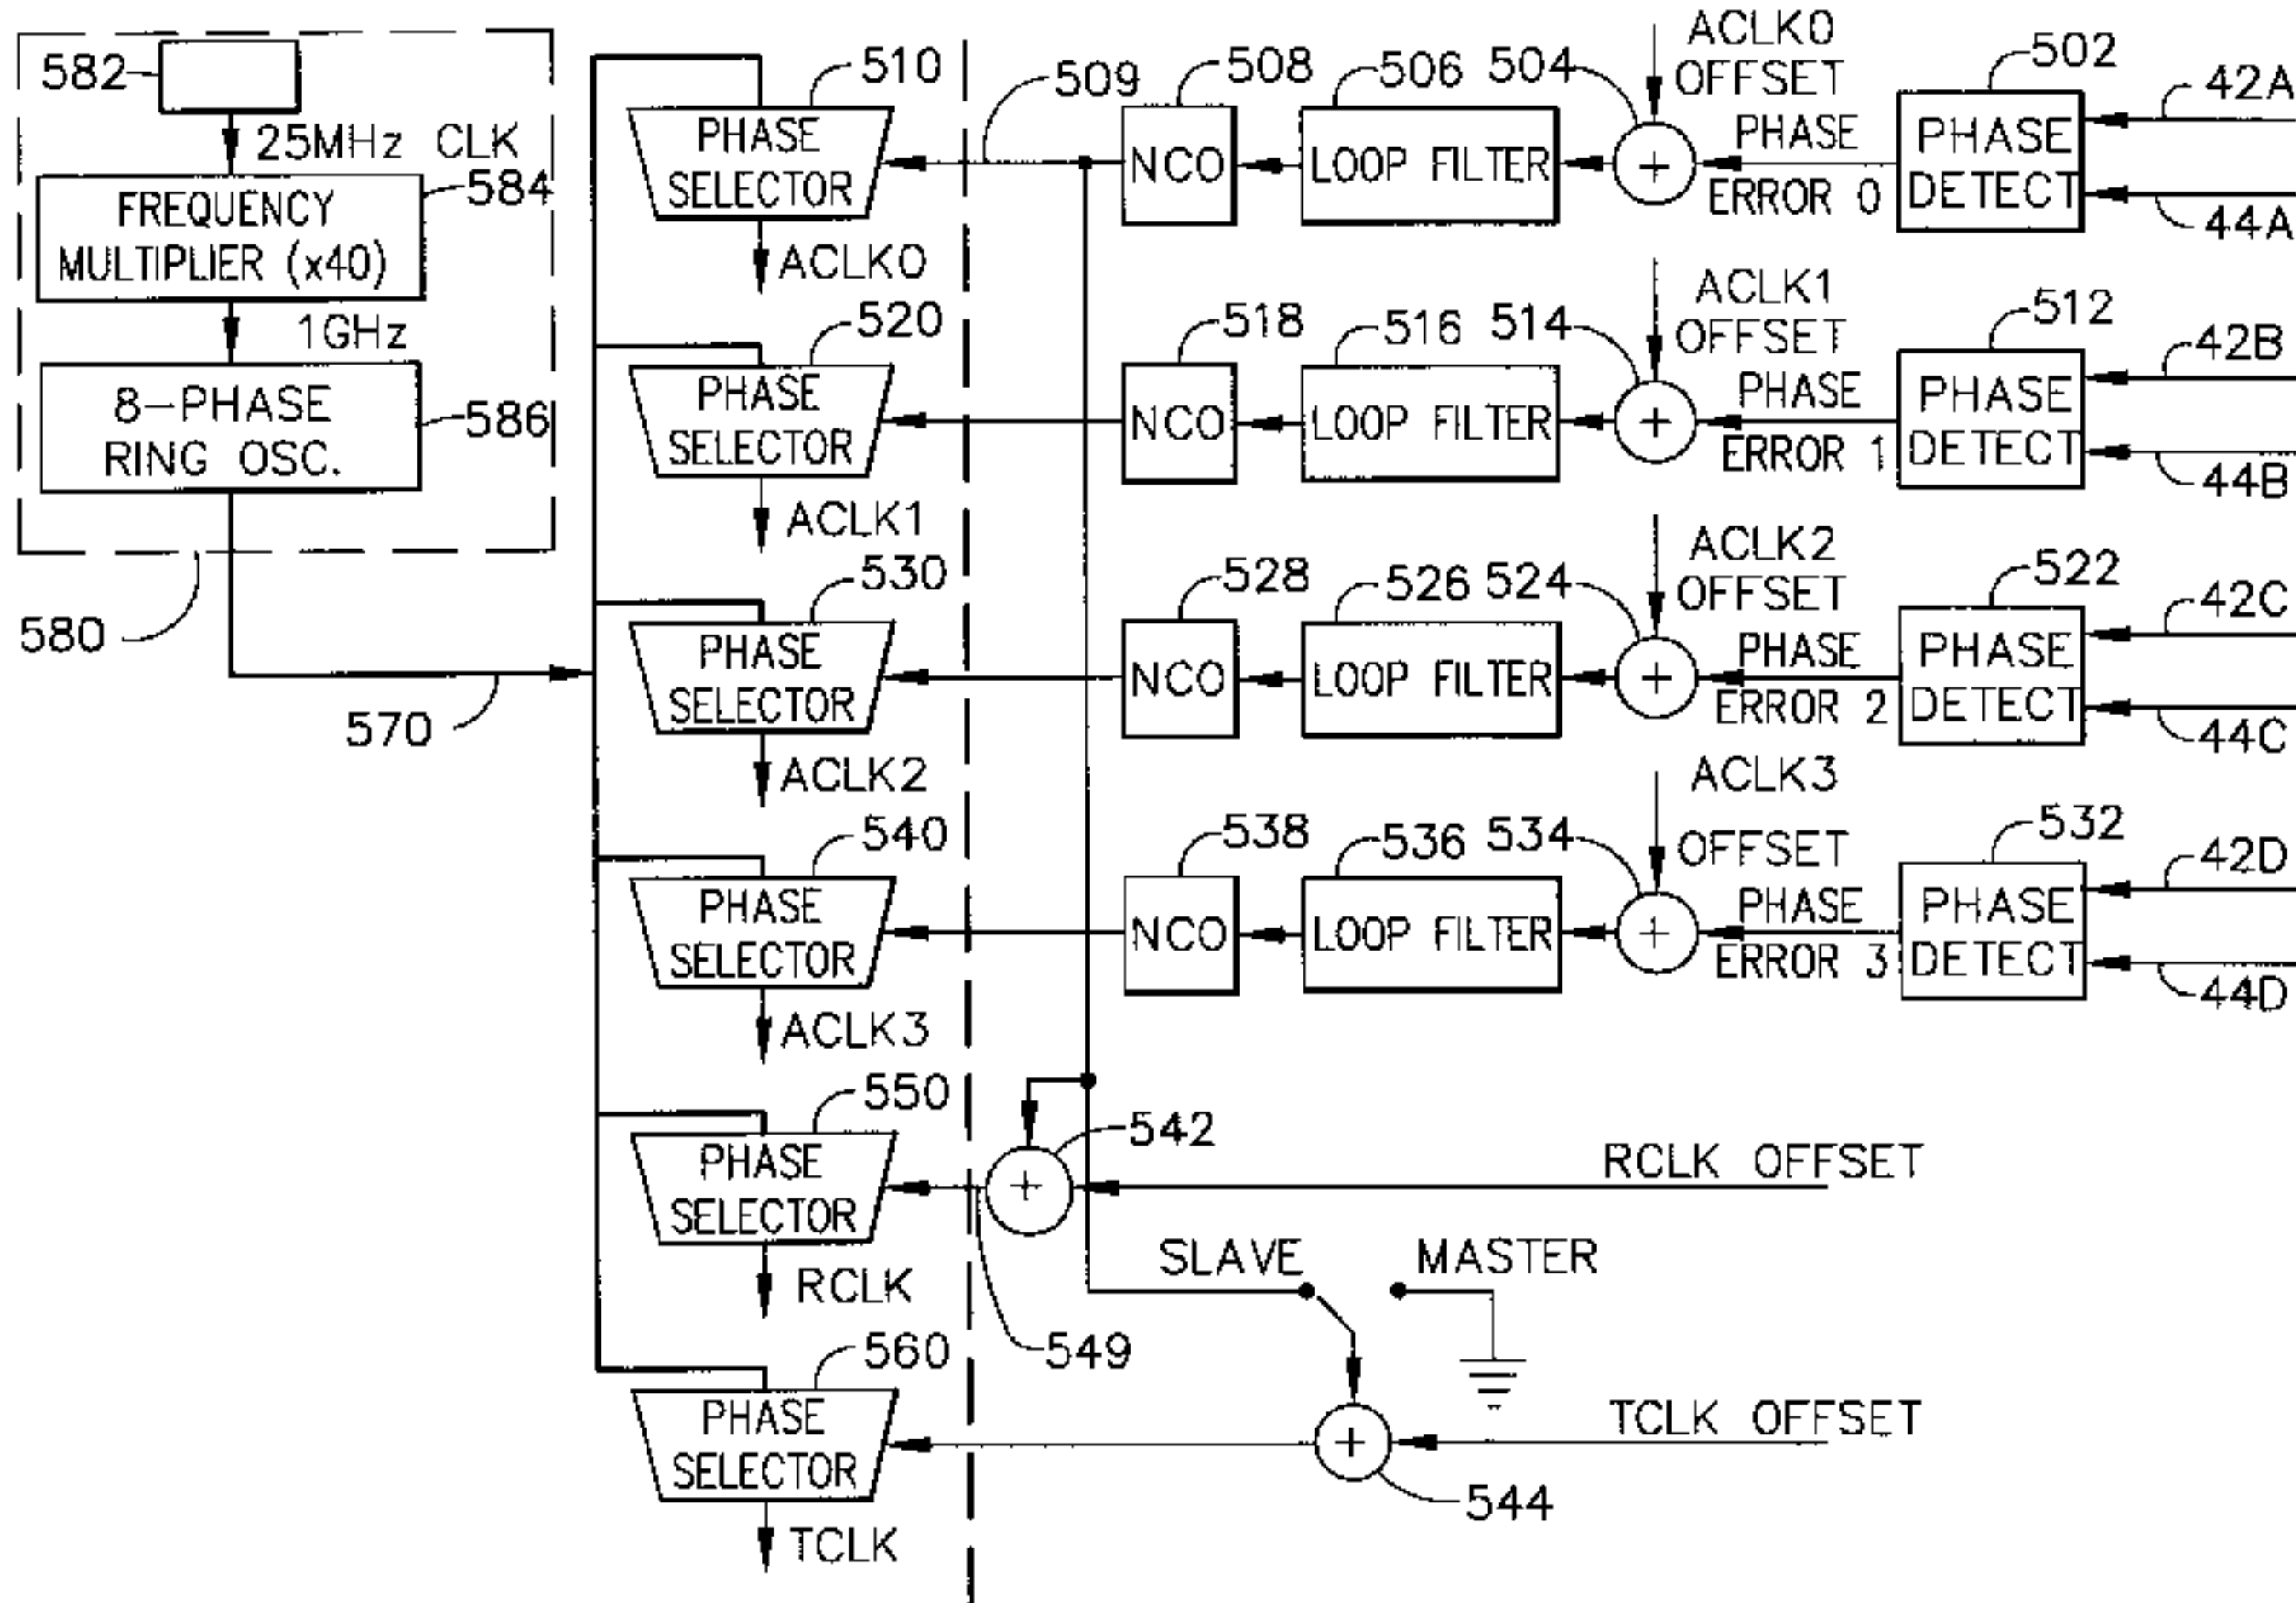 582
25MHz CLK
FREQUENCY
MULTIPLIER (x40)
584
1GHz
8-PHASE
RING OSC.
586
580
570
510
PHASE
SELECTOR
ACLK0
509
508
NCO
506
LOOP FILTER
504
+
ACLK0
OFFSET
PHASE
ERROR 0
502
PHASE
DETECT
42A
44A
520
PHASE
SELECTOR
ACLK1
518
NCO
516
LOOP FILTER
514
+
ACLK1
OFFSET
PHASE
ERROR 1
512
PHASE
DETECT
42B
44B
530
PHASE
SELECTOR
ACLK2
528
NCO
526
LOOP FILTER
524
+
ACLK2
OFFSET
PHASE
ERROR 2
522
PHASE
DETECT
42C
44C
540
PHASE
SELECTOR
ACLK3
538
NCO
536
LOOP FILTER
534
+
ACLK3
OFFSET
PHASE
ERROR 3
532
PHASE
DETECT
42D
44D
550
PHASE
SELECTOR
RCLK
542
+
549
RCLK OFFSET
SLAVE
MASTER
560
PHASE
SELECTOR
TCLK
+
544
TCLK OFFSET